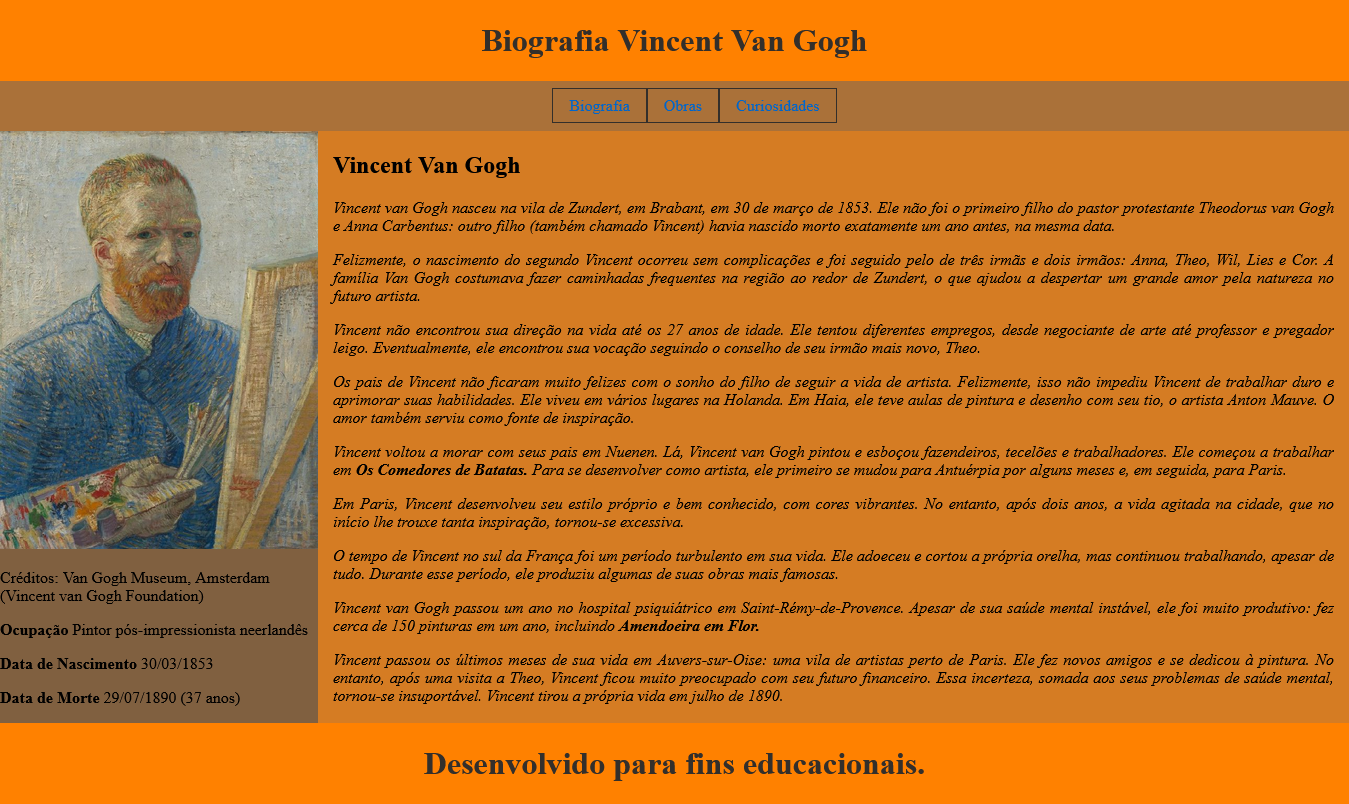 Biografia Vincent Van Gogh
Biografia Obras Curiosidades
Vincent Van Gogh
Vincent van Gogh nasceu na vila de Zundert, em Brabant, em 30 de março de 1853. Ele não foi o primeiro filho do pastor protestante Theodorus van Gogh
e Anna Carbentus: outro filho (também chamado Vincent) havia nascido morto exatamente um ano antes, na mesma data.
Felizmente, o nascimento do segundo Vincent ocorreu sem complicações e foi seguido pelo de três irmãs e dois irmãos: Anna, Theo, Wil, Lies e Cor. A
família Van Gogh costumava fazer caminhadas frequentes na região ao redor de Zundert, o que ajudou a despertar um grande amor pela natureza no
futuro artista.
Vincent não encontrou sua direção na vida até os 27 anos de idade. Ele tentou diferentes empregos, desde negociante de arte até professor e pregador
leigo. Eventualmente, ele encontrou sua vocação seguindo o conselho de seu irmão mais novo, Theo.
Os pais de Vincent não ficaram muito felizes com o sonho do filho de seguir a vida de artista. Felizmente, isso não impediu Vincent de trabalhar duro e
aprimorar suas habilidades. Ele viveu em vários lugares na Holanda. Em Haia, ele teve aulas de pintura e desenho com seu tio, o artista Anton Mauve. O
amor também serviu como fonte de inspiração.
Vincent voltou a morar com seus pais em Nuenen. Lá, Vincent van Gogh pintou e esboçou fazendeiros, tecelões e trabalhadores. Ele começou a trabalhar
em Os Comedores de Batatas. Para se desenvolver como artista, ele primeiro se mudou para Antuérpia por alguns meses e, em seguida, para Paris.
Em Paris, Vincent desenvolveu seu estilo próprio e bem conhecido, com cores vibrantes. No entanto, após dois anos, a vida agitada na cidade, que no
início lhe trouxe tanta inspiração, tornou-se excessiva.
O tempo de Vincent no sul da França foi um período turbulento em sua vida. Ele adoeceu e cortou a própria orelha, mas continuou trabalhando, apesar de
tudo. Durante esse período, ele produziu algumas de suas obras mais famosas.
Vincent van Gogh passou um ano no hospital psiquiátrico em Saint-Rémy-de-Provence. Apesar de sua saúde mental instável, ele foi muito produtivo: fez
cerca de 150 pinturas em um ano, incluindo Amendoeira em Flor.
Vincent passou os últimos meses de sua vida em Auvers-sur-Oise: uma vila de artistas perto de Paris. Ele fez novos amigos e se dedicou à pintura. No
entanto, após uma visita a Theo, Vincent ficou muito preocupado com seu futuro financeiro. Essa incerteza, somada aos seus problemas de saúde mental,
tornou-se insuportável. Vincent tirou a própria vida em julho de 1890.
Créditos: Van Gogh Museum, Amsterdam
(Vincent van Gogh Foundation)
Ocupação Pintor pós-impressionista neerlandês
Data de Nascimento 30/03/1853
Data de Morte 29/07/1890 (37 anos)
Desenvolvido para fins educacionais.